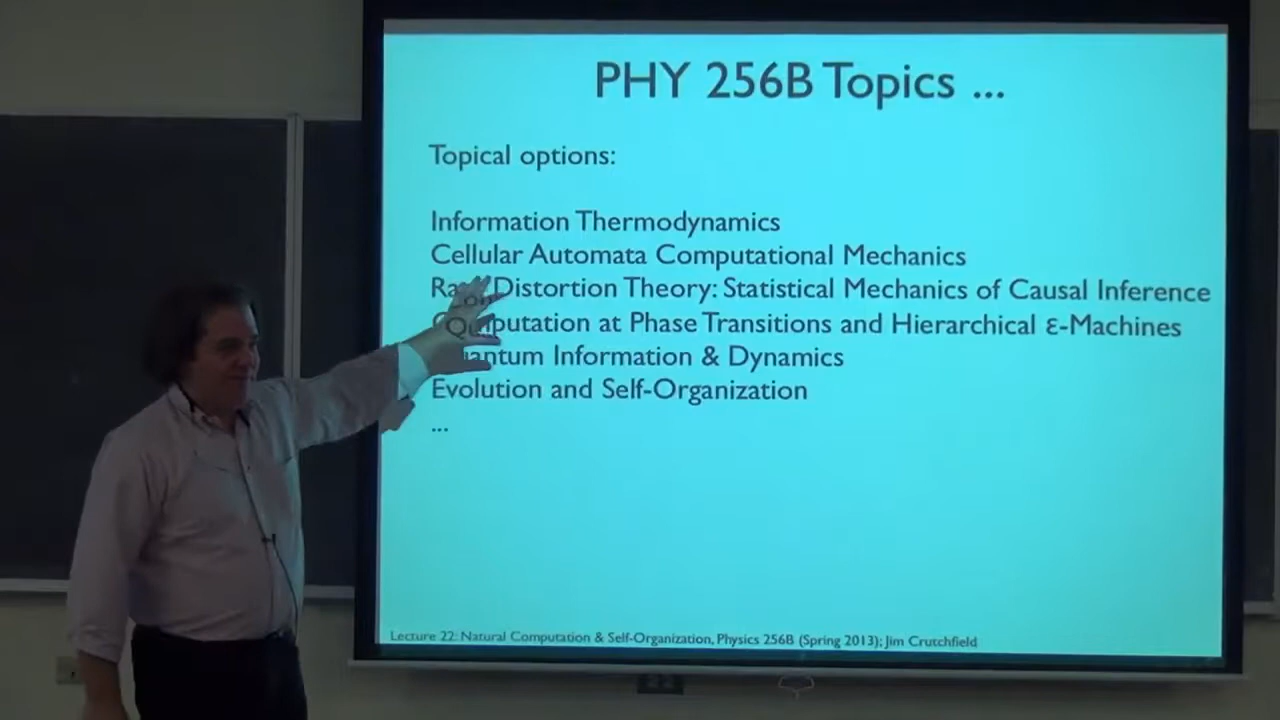 PHY 256B Topics ...
Topical options:
Information Thermodynamics
Cellular Automata Computational Mechanics
Distortion Theory: Statistical Mechanics of Causal Inference
Computation at Phase Transitions and Hierarchical ε-Machines
Quantum Information & Dynamics
Evolution and Self-Organization
...
Lecture 22: Natural Computation & Self-Organization, Physics 256B (Spring 2013); Jim Crutchfield